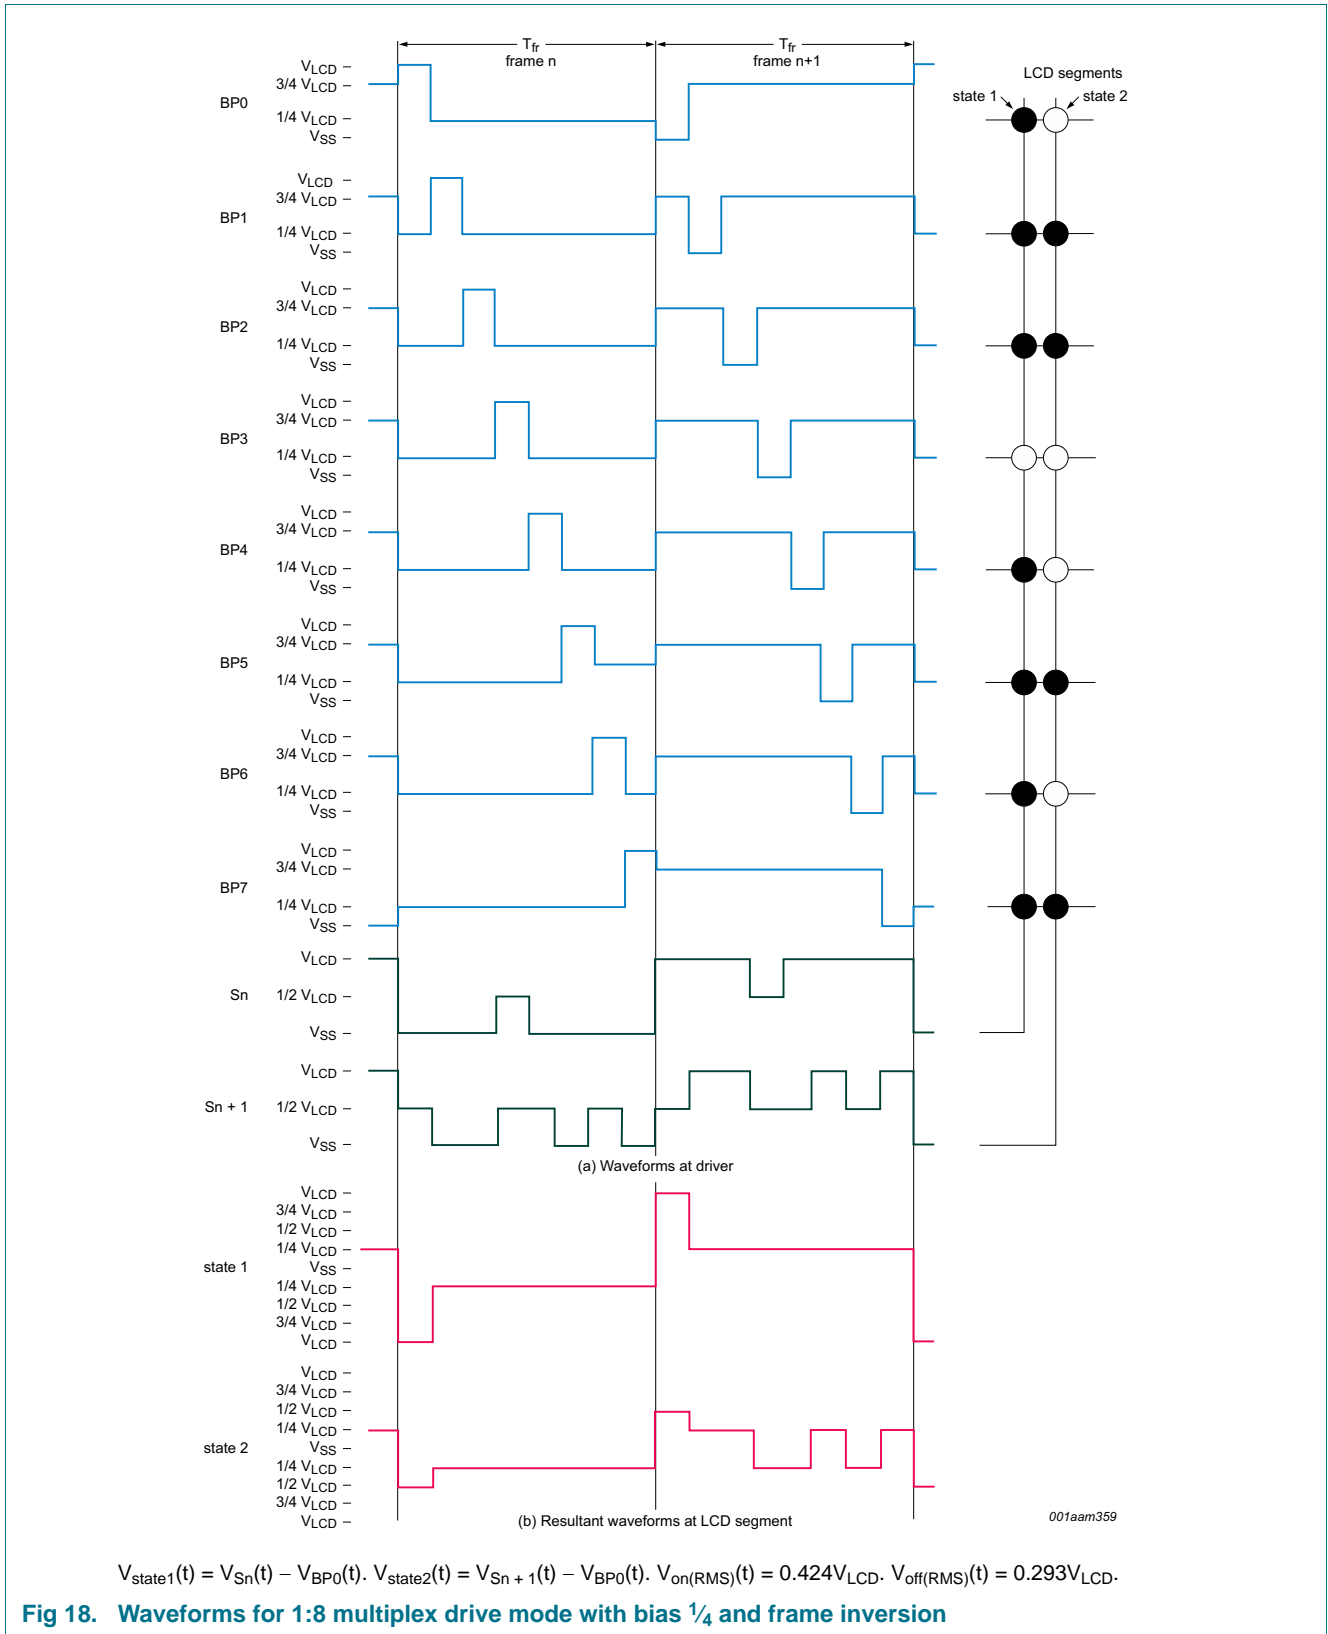 Tfr Tfr
frame n frame n+1
LCD segments
state 1 state 2
BP0
VLCD
3/4 VLCD
1/4 VLCD
VSS
BP1
VLCD
3/4 VLCD
1/4 VLCD
VSS
BP2
VLCD
3/4 VLCD
1/4 VLCD
VSS
BP3
VLCD
3/4 VLCD
1/4 VLCD
VSS
BP4
VLCD
3/4 VLCD
1/4 VLCD
VSS
BP5
VLCD
3/4 VLCD
1/4 VLCD
VSS
BP6
VLCD
3/4 VLCD
1/4 VLCD
VSS
BP7
VLCD
3/4 VLCD
1/4 VLCD
VSS
Sn
VLCD
1/2 VLCD
VSS
Sn + 1
VLCD
1/2 VLCD
VSS
(a) Waveforms at driver
state 1
VLCD
3/4 VLCD
1/2 VLCD
1/4 VLCD
VSS
1/4 VLCD
1/2 VLCD
3/4 VLCD
VLCD
state 2
VLCD
3/4 VLCD
1/2 VLCD
1/4 VLCD
VSS
1/4 VLCD
1/2 VLCD
3/4 VLCD
VLCD
(b) Resultant waveforms at LCD segment
001aam359
Vstate1(t) = VSn(t) − VBP0(t). Vstate2(t) = VSn + 1(t) − VBP0(t). Von(RMS)(t) = 0.424VLCD. Voff(RMS)(t) = 0.293VLCD.
Fig 18. Waveforms for 1:8 multiplex drive mode with bias 1⁄4 and frame inversion